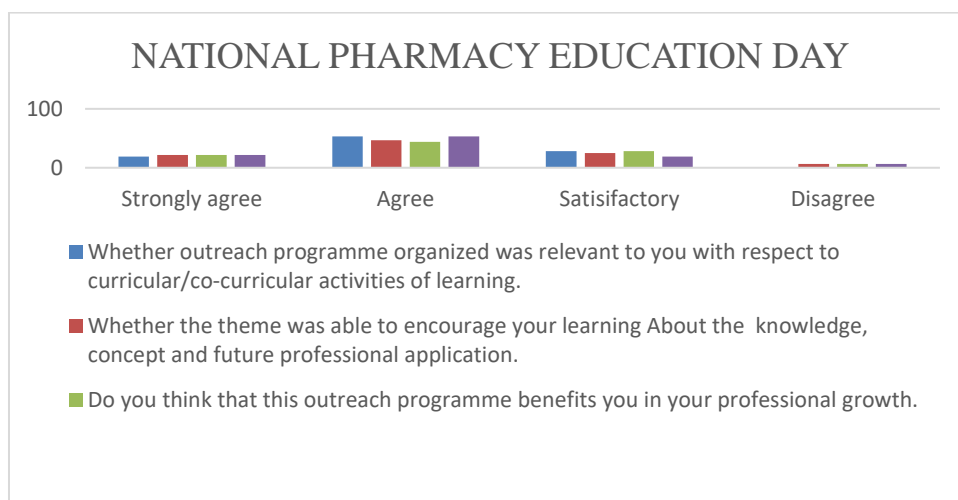 NATIONAL PHARMACY EDUCATION DAY
100
0
Strongly agree Agree Satisifactory Disagree
Whether outreach programme organized was relevant to you with respect to
curricular/co-curricular activities of learning.
Whether the theme was able to encourage your learning About the knowledge,
concept and future professional application.
Do you think that this outreach programme benefits you in your professional growth.